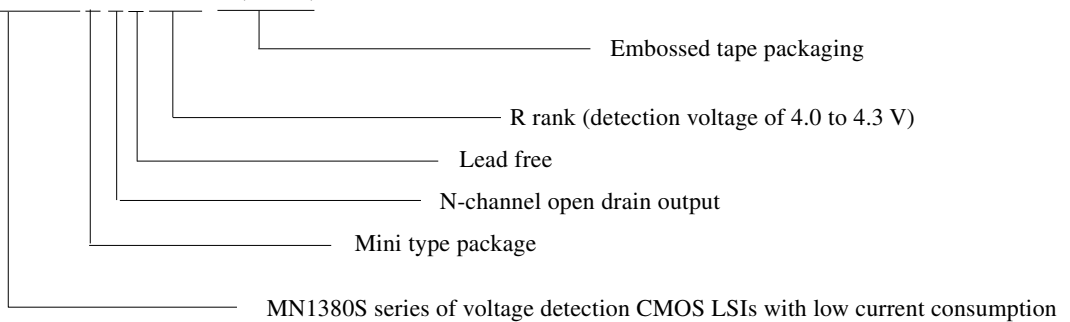 Embossed tape packaging
R rank (detection voltage of 4.0 to 4.3 V)
Lead free
N-channel open drain output
Mini type package
MN1380S series of voltage detection CMOS LSIs with low current consumption